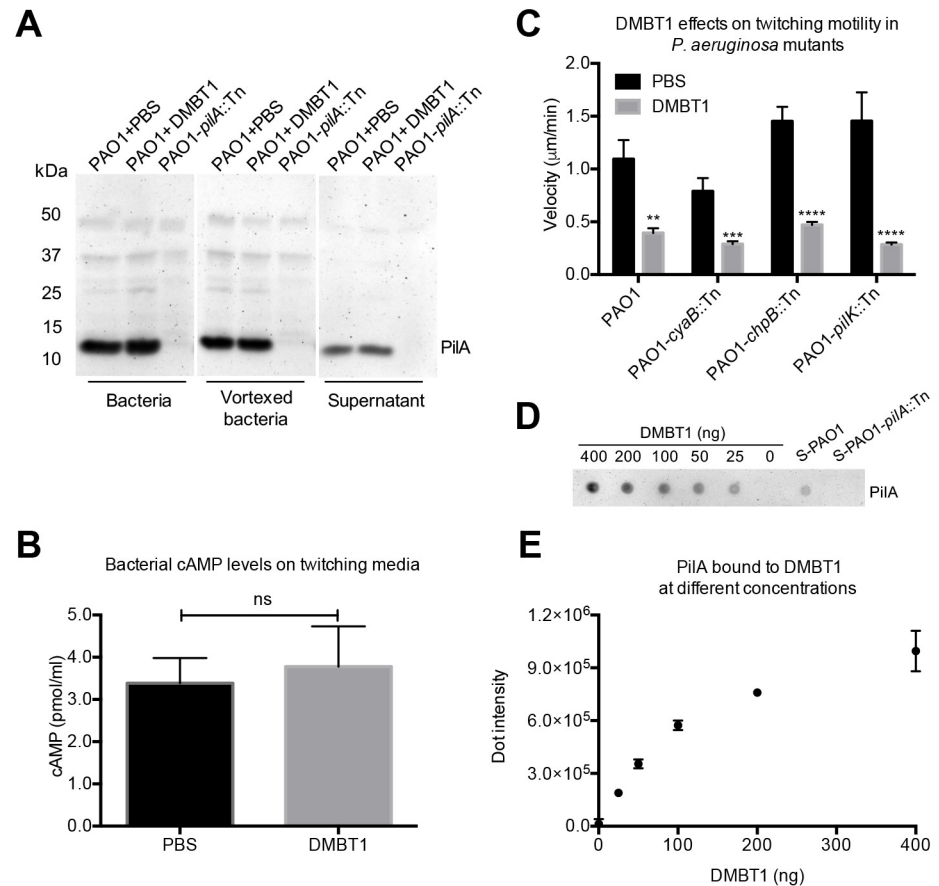 A
PAO1+PBS
PAO1+DMBT1
PAO1-pilA::Tn
PAO1+PBS
PAO1+DMBT1
PAO1-pilA::Tn
PAO1+PBS
PAO1+DMBT1
PAO1-pilA::Tn
kDa
50
37
25
15
10
PilA
Bacteria
Vortexed
bacteria
Supernatant
C
DMBT1 effects on twitching motility in
P. aeruginosa mutants
PBS
DMBT1
Velocity (μm/min)
2.0
1.5
1.0
0.5
0.0
**
***
****
****
PAO1
PAO1-cyaB::Tn
PAO1-chpB::Tn
PAO1-pilK::Tn
D
DMBT1 (ng)
400 200 100 50 25 0
S-PAO1
S-PAO1-pilA::Tn
PilA
B
Bacterial cAMP levels on twitching media
ns
cAMP (pmol/ml)
5.0
4.0
3.0
2.0
1.0
0.0
PBS DMBT1
E
PilA bound to DMBT1
at different concentrations
Dot intensity
1.2×10⁶
9.0×10⁵
6.0×10⁵
3.0×10⁵
0.0
0 100 200 300 400
DMBT1 (ng)